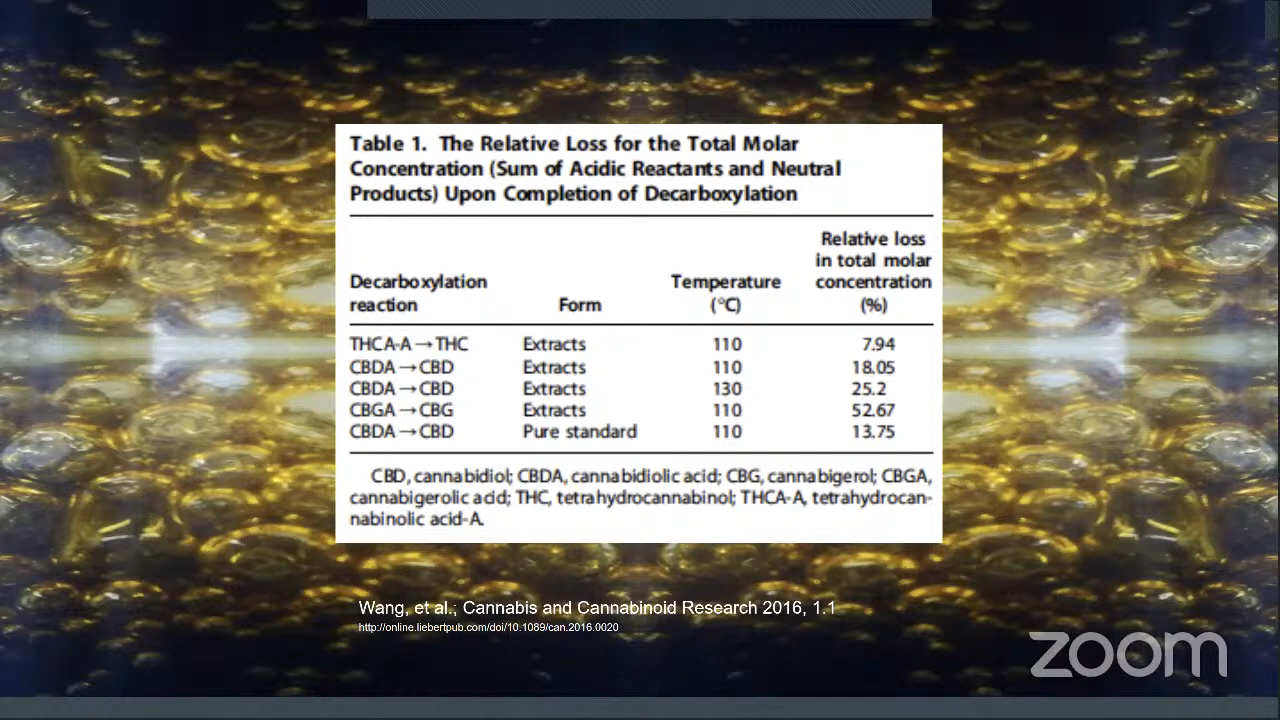 Table 1. The Relative Loss for the Total Molar
Concentration (Sum of Acidic Reactants and Neutral
Products) Upon Completion of Decarboxylation
Relative loss
in total molar
Decarboxylation Temperature concentration
reaction Form (°C) (%)
THCA-A → THC Extracts 110 7.94
CBDA → CBD Extracts 110 18.05
CBDA → CBD Extracts 130 25.2
CBGA → CBG Extracts 110 52.67
CBDA → CBD Pure standard 110 13.75
CBD, cannabidiol; CBDA, cannabidiolic acid; CBG, cannabigerol; CBGA,
cannabigerolic acid; THC, tetrahydrocannabinol; THCA-A, tetrahydrocan-
nabinolic acid-A.
Wang, et al.; Cannabis and Cannabinoid Research 2016, 1.1
http://online.liebertpub.com/doi/10.1089/can.2016.0020
zoom